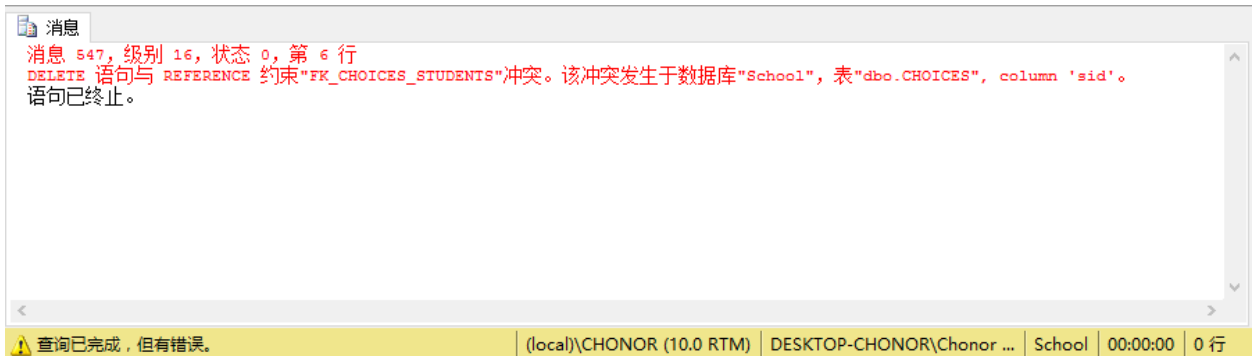 消息
消息 547，级别 16，状态 0，第 6 行
DELETE 语句与 REFERENCE 约束"FK_CHOICES_STUDENTS"冲突。该冲突发生于数据库"School"，表"dbo.CHOICES", column 'sid'。
语句已终止。
查询已完成，但有错误。 (local)\CHONOR (10.0 RTM) DESKTOP-CHONOR\Chonor ... School 00:00:00 0 行